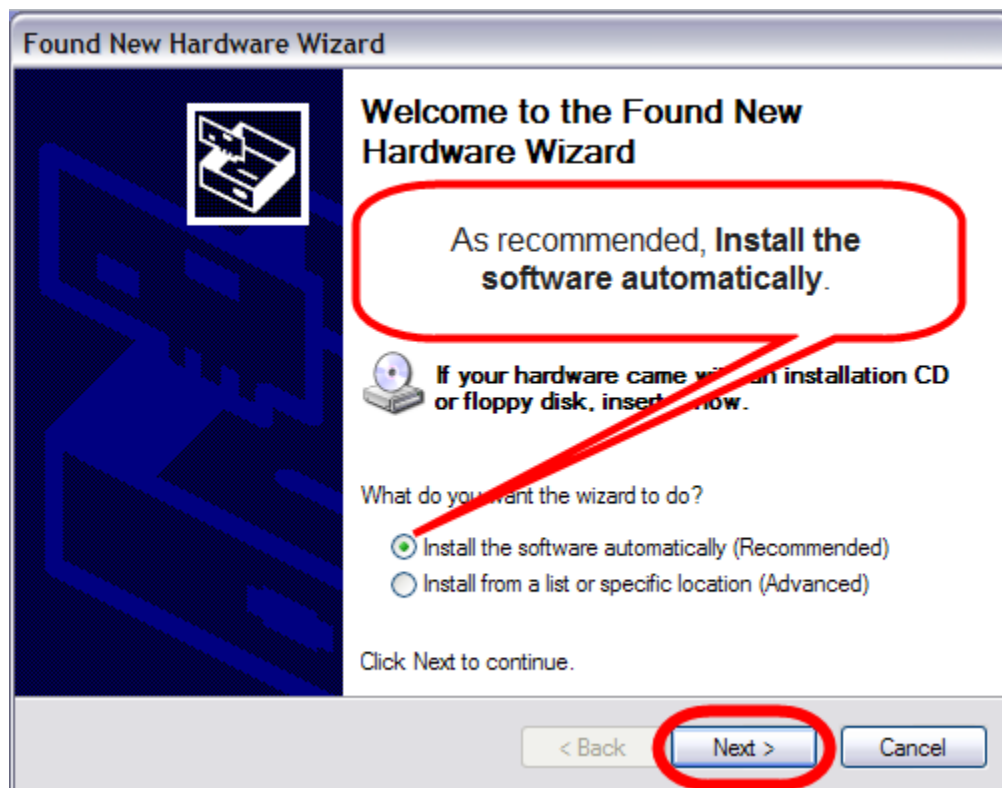 Found New Hardware Wizard
Welcome to the Found New
Hardware Wizard
As recommended, Install the
software automatically.
If your hardware came an installation CD
or floppy disk, insert now.
What do you want the wizard to do?
Install the software automatically (Recommended)
Install from a list or specific location (Advanced)
Click Next to continue.
< Back
Next >
Cancel